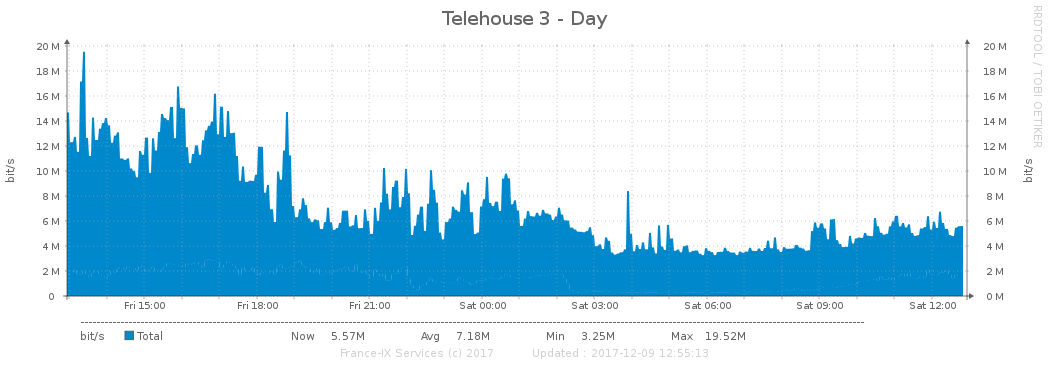 Telehouse 3 - Day
RRDTOOL / TOBI OETIKER
bit/s
20 M 20 M
18 M 18 M
16 M 16 M
14 M 14 M
12 M 12 M
10 M 10 M
8 M 8 M
6 M 6 M
4 M 4 M
2 M 2 M
0 0 M
bit/s
Fri 15:00 Fri 18:00 Fri 21:00 Sat 00:00 Sat 03:00 Sat 06:00 Sat 09:00 Sat 12:00
bit/s Total Now 5.57M Avg 7.18M Min 3.25M Max 19.52M
France-IX Services (c) 2017 Updated : 2017-12-09 12:55:13